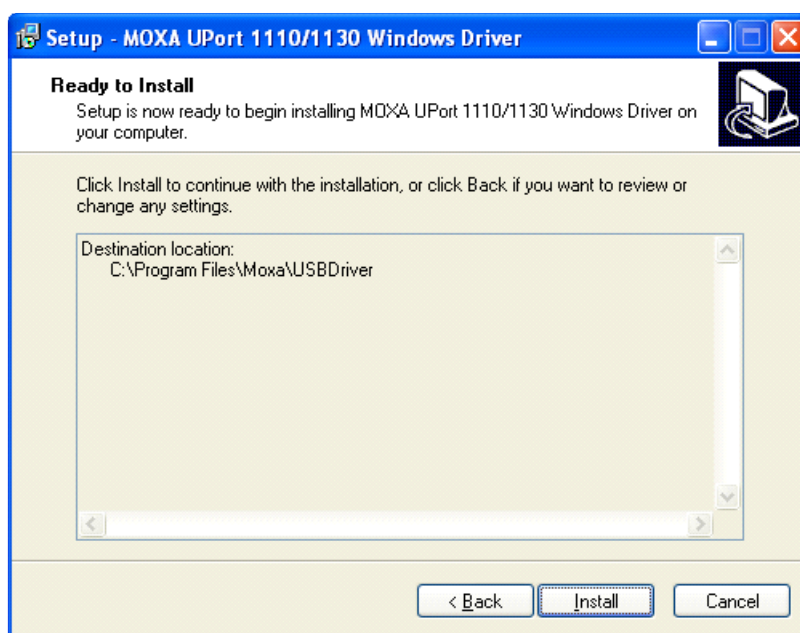 Setup - MOXA UPort 1110/1130 Windows Driver
Ready to Install
Setup is now ready to begin installing MOXA UPort 1110/1130 Windows Driver on
your computer.
Click Install to continue with the installation, or click Back if you want to review or
change any settings.
Destination location:
C:\Program Files\Moxa\USBDriver
< Back
Install
Cancel